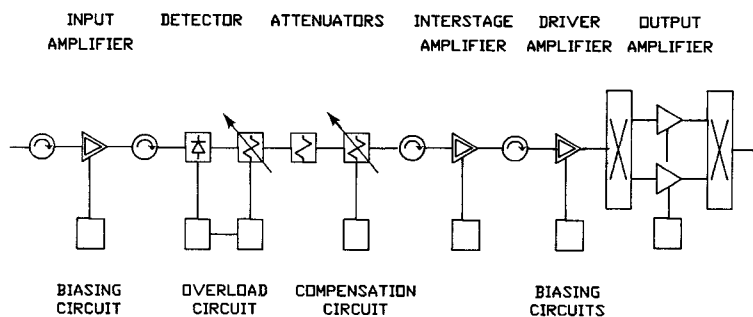 INPUT
AMPLIFIER
DETECTOR
ATTENUATORS
INTERSTAGE
AMPLIFIER
DRIVER
AMPLIFIER
OUTPUT
AMPLIFIER
BIASING
CIRCUIT
OVERLOAD
CIRCUIT
COMPENSATION
CIRCUIT
BIASING
CIRCUITS